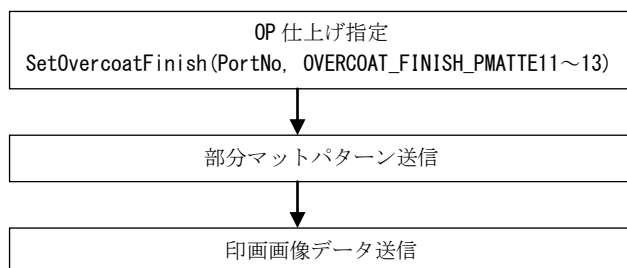 OP 仕上げ指定
SetOvercoatFinish(PortNo, OVERCOAT_FINISH_PMATTE11～13)
部分マットパターン送信
印画画像データ送信